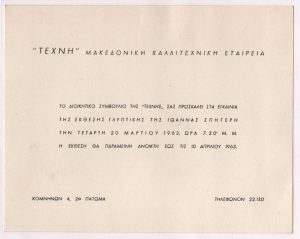 "ΤΕΧΝΗ" ΜΑΚΕΔΟΝΙΚΗ ΚΑΛΛΙΤΕΧΝΙΚΗ ΕΤΑΙΡΕΙΑ
ΤΟ ΔΙΟΙΚΗΤΙΚΟ ΣΥΜΒΟΥΛΙΟ ΤΗΣ "ΤΕΧΝΗΣ", ΣΑΣ ΠΡΟΣΚΑΛΕΙ ΣΤΑ ΕΓΚΑΙΝΙΑ
ΤΗΣ ΕΚΘΕΣΗΣ ΓΛΥΠΤΙΚΗΣ ΤΗΣ ΙΩΑΝΝΑΣ ΣΠΗΤΕΡΗ
ΤΗΝ ΤΕΤΑΡΤΗ 20 ΜΑΡΤΙΟΥ 1963, ΩΡΑ 7.30' Μ. Μ.
Η ΕΚΘΕΣΗ ΘΑ ΠΑΡΑΜΕΙΝΗ ΑΝΟΙΚΤΗ ΕΩΣ ΤΙΣ 10 ΑΠΡΙΛΙΟΥ 1963.
ΚΟΜΝΗΝΩΝ 4, 2ο ΠΑΤΩΜΑ
ΤΗΛΕΦΩΝΟΝ 22.120